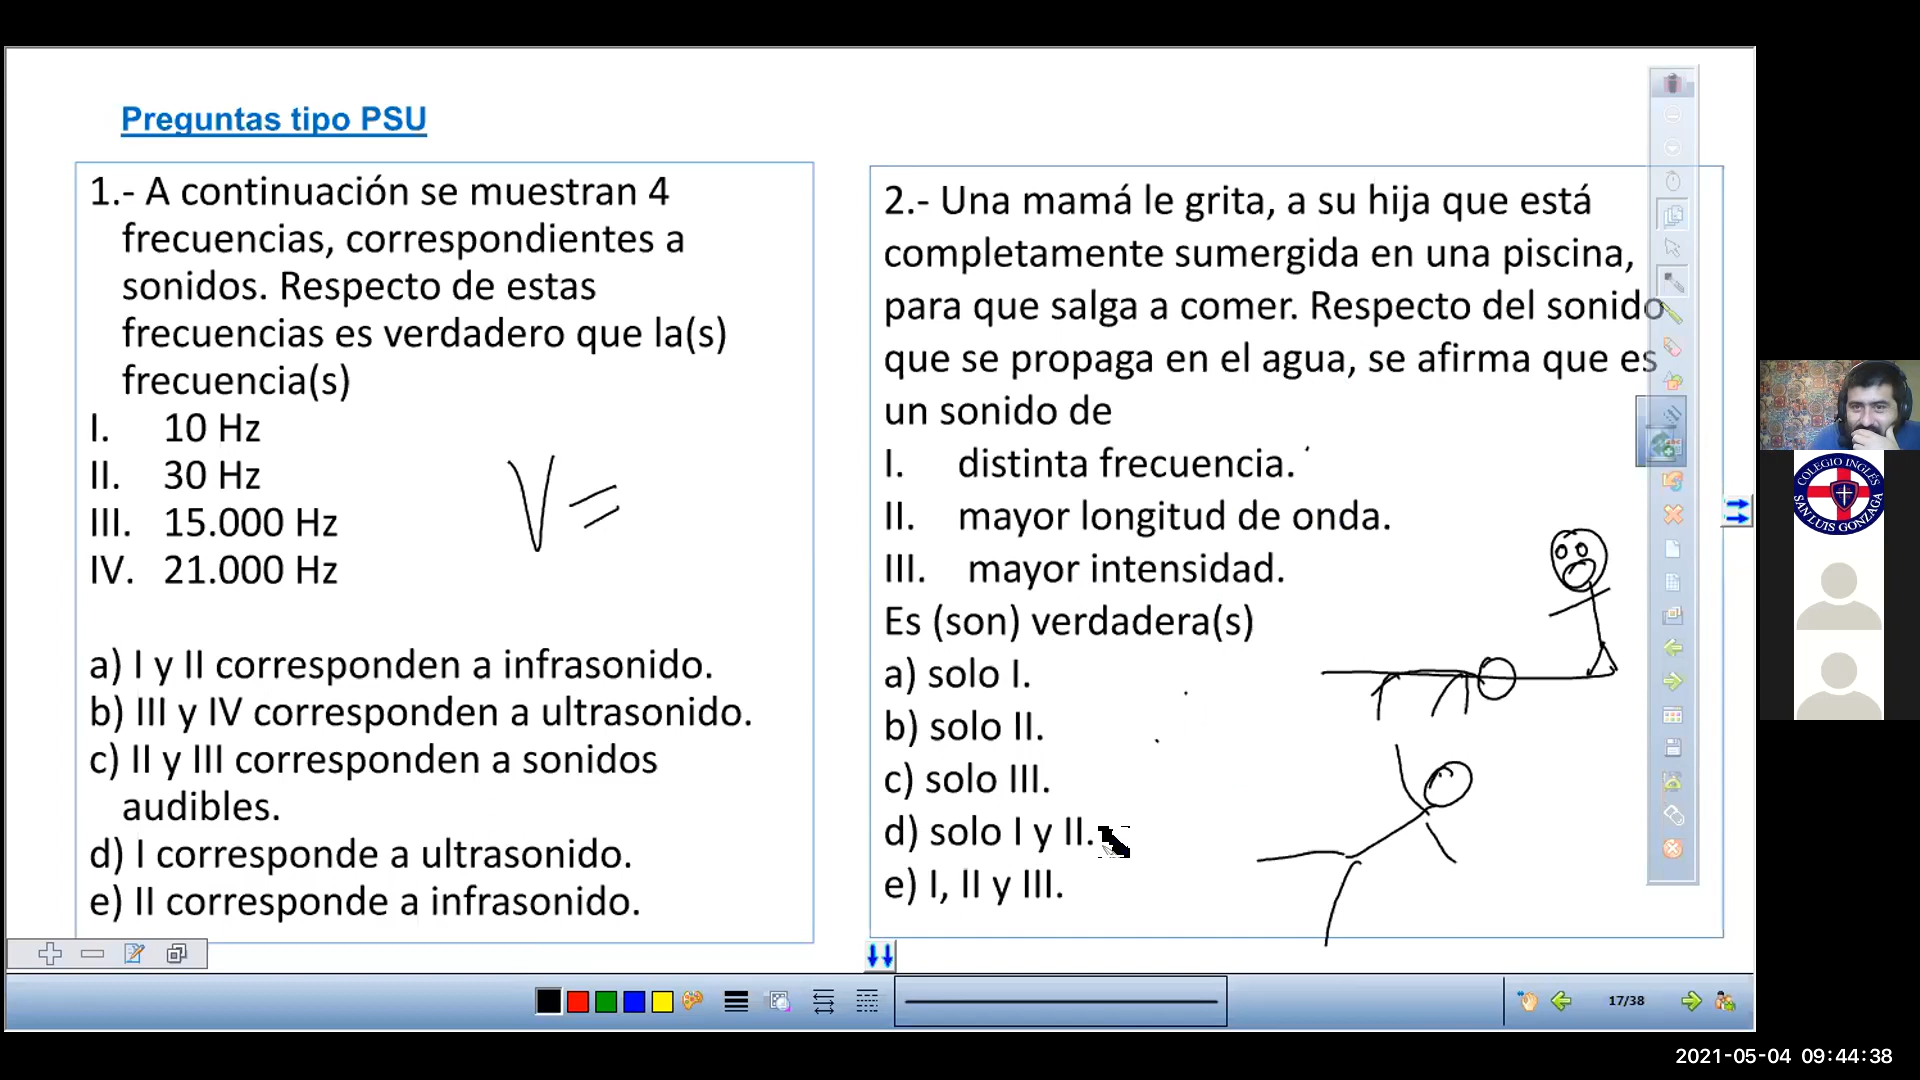 Preguntas tipo PSU
1.- A continuación se muestran 4
frecuencias, correspondientes a
sonidos. Respecto de estas
frecuencias es verdadero que la(s)
frecuencia(s)
I. 10 Hz
II. 30 Hz
III. 15.000 Hz
IV. 21.000 Hz
V =
a) I y II corresponden a infrasonido.
b) III y IV corresponden a ultrasonido.
c) II y III corresponden a sonidos
audibles.
d) I corresponde a ultrasonido.
e) II corresponde a infrasonido.
2.- Una mamá le grita, a su hija que está
completamente sumergida en una piscina,
para que salga a comer. Respecto del sonido
que se propaga en el agua, se afirma que es
un sonido de
I. distinta frecuencia.
II. mayor longitud de onda.
III. mayor intensidad.
Es (son) verdadera(s)
a) solo I.
b) solo II.
c) solo III.
d) solo I y II.
e) I, II y III.
COLEGIO INGLÉS
SAN LUIS GONZAGA
17/38
2021-05-04 09:44:38